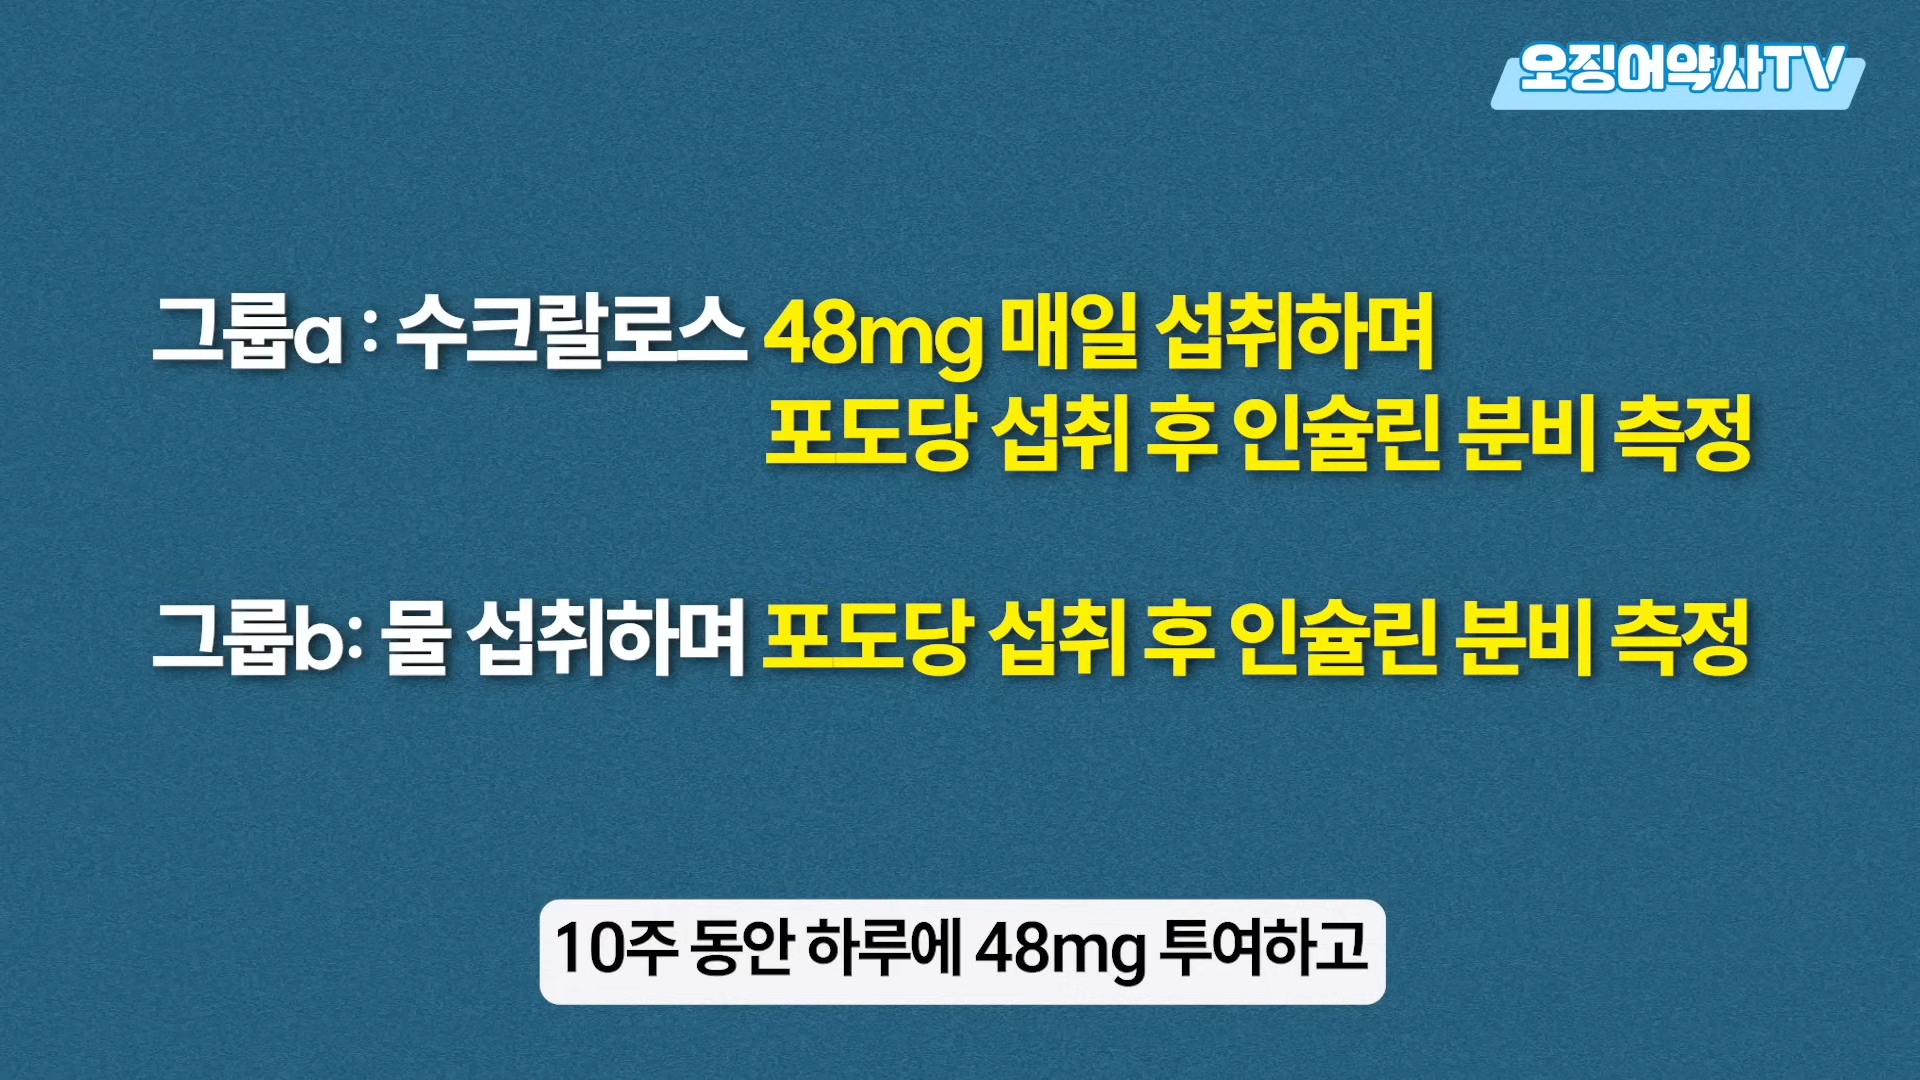 오징어약사TV
그룹a : 수크랄로스 48mg 매일 섭취하며
포도당 섭취 후 인슐린 분비 측정
그룹b: 물 섭취하며 포도당 섭취 후 인슐린 분비 측정
10주 동안 하루에 48mg 투여하고